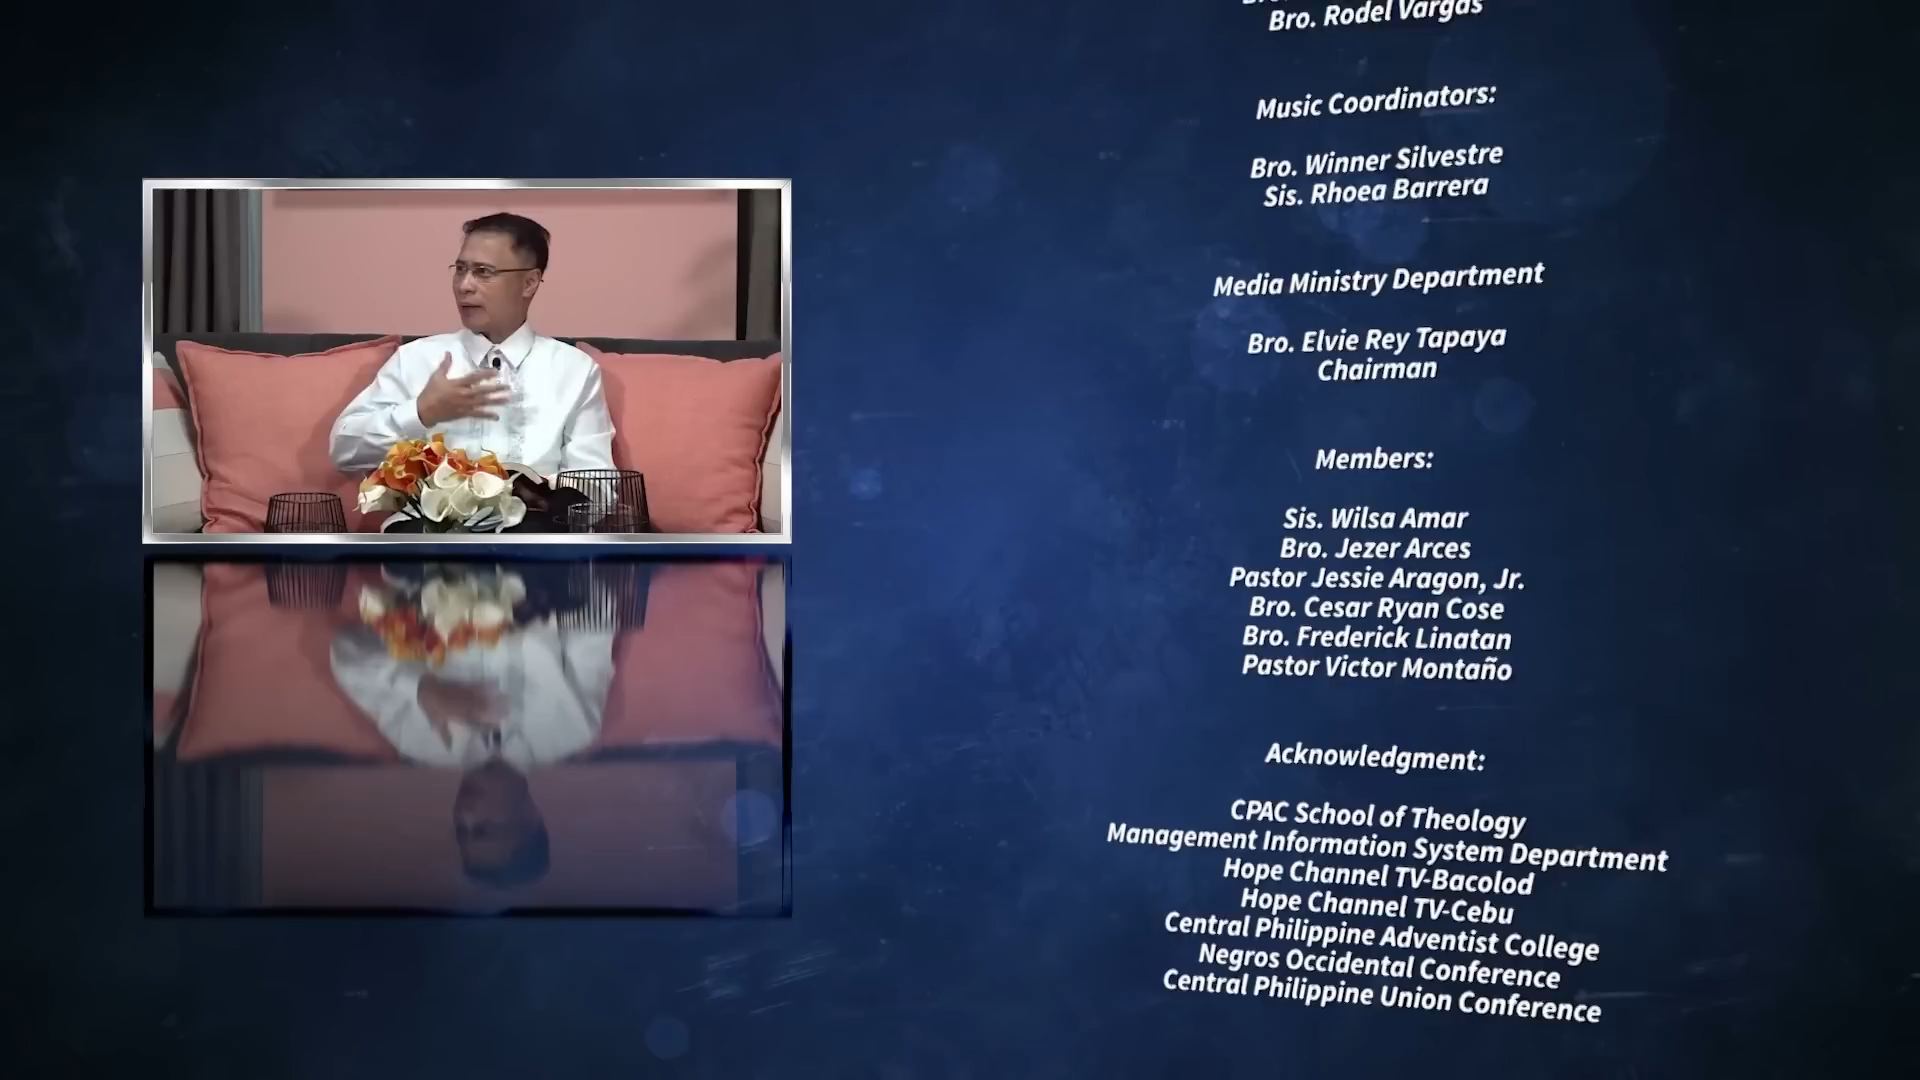 Bro. Rodel Vargas
Music Coordinators:
Bro. Winner Silvestre
Sis. Rhoea Barrera
Media Ministry Department
Bro. Elvie Rey Tapaya
Chairman
Members:
Sis. Wilsa Amar
Bro. Jezer Arces
Pastor Jessie Aragon, Jr.
Bro. Cesar Ryan Cose
Bro. Frederick Linatan
Pastor Victor Montaño
Acknowledgment:
CPAC School of Theology
Management Information System Department
Hope Channel TV-Bacolod
Hope Channel TV-Cebu
Central Philippine Adventist College
Negros Occidental Conference
Central Philippine Union Conference